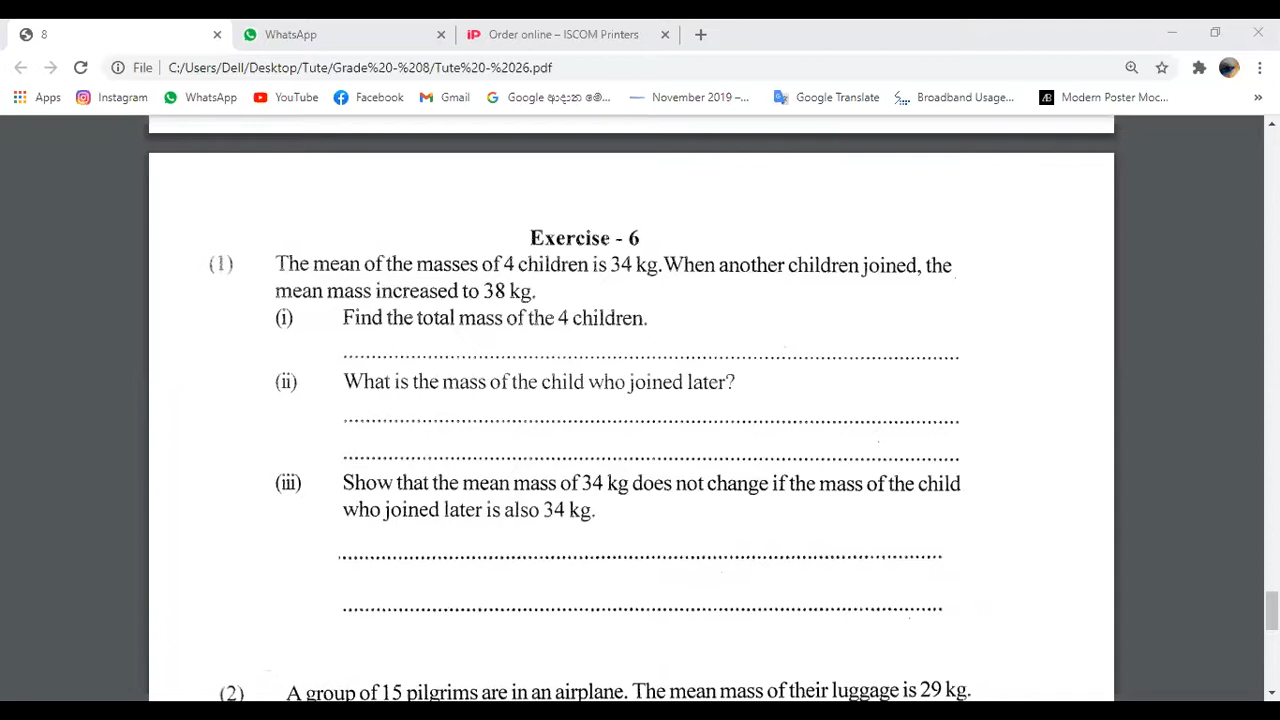 8
WhatsApp
iP Order online – ISCOM Printers
File
C:/Users/Dell/Desktop/Tute/Grade%20-%208/Tute%20-%2026.pdf
Apps
Instagram
WhatsApp
YouTube
Facebook
Gmail
Google ආදාන මෙ...
November 2019 –...
Google Translate
Broadband Usage...
Modern Poster Moc...
Exercise - 6
(1) The mean of the masses of 4 children is 34 kg.When another children joined, the
mean mass increased to 38 kg.
(i) Find the total mass of the 4 children.
(ii) What is the mass of the child who joined later?
(iii) Show that the mean mass of 34 kg does not change if the mass of the child
who joined later is also 34 kg.
(2) A group of 15 pilgrims are in an airplane. The mean mass of their luggage is 29 kg.